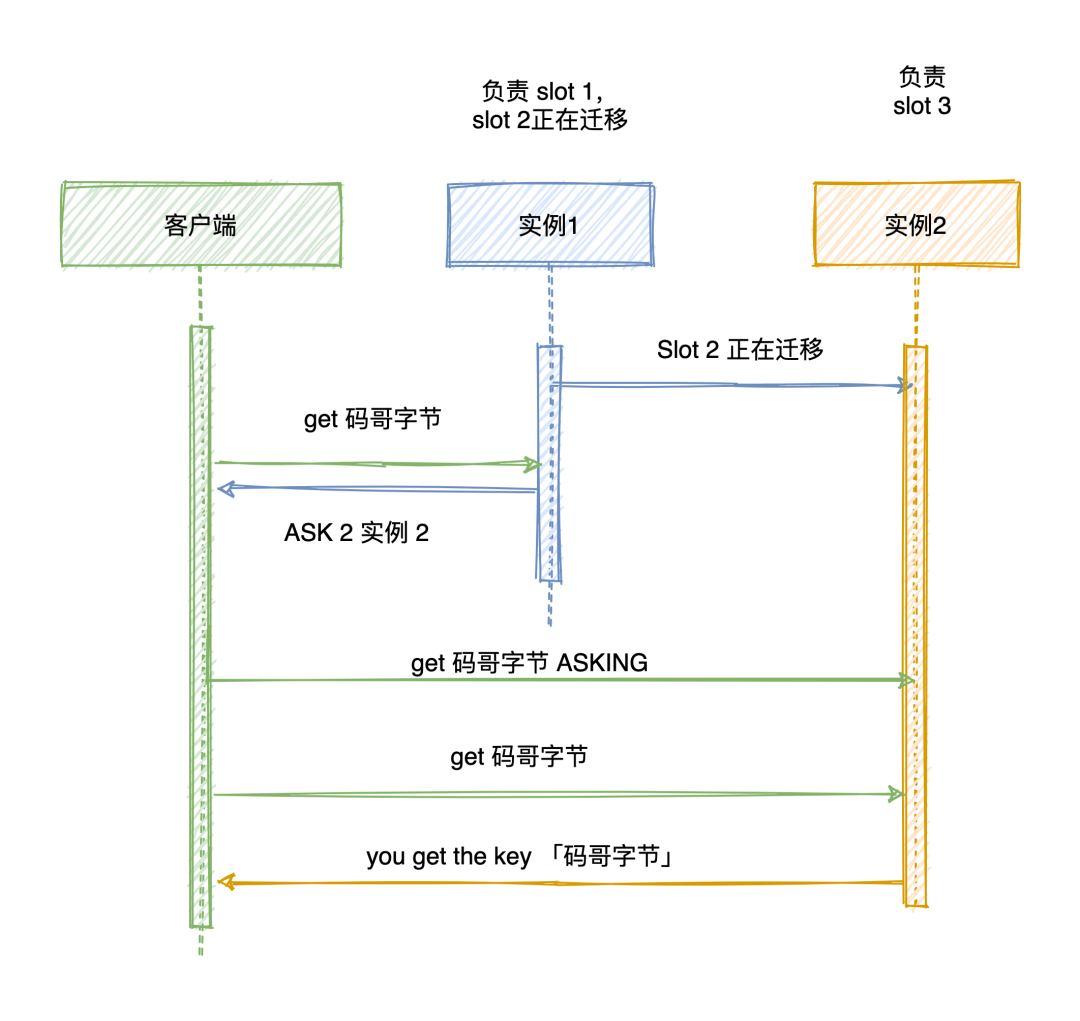 负责 slot 1,
slot 2正在迁移
负责
slot 3
客户端
实例1
实例2
Slot 2 正在迁移
get 码哥字节
ASK 2 实例 2
get 码哥字节 ASKING
get 码哥字节
you get the key 「码哥字节」